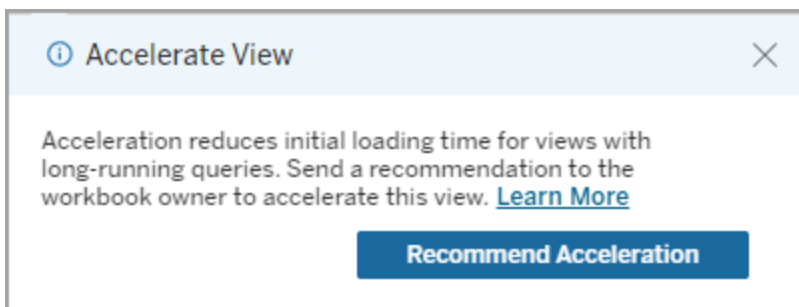 Accelerate View
Acceleration reduces initial loading time for views with
long-running queries. Send a recommendation to the
workbook owner to accelerate this view. Learn More
Recommend Acceleration